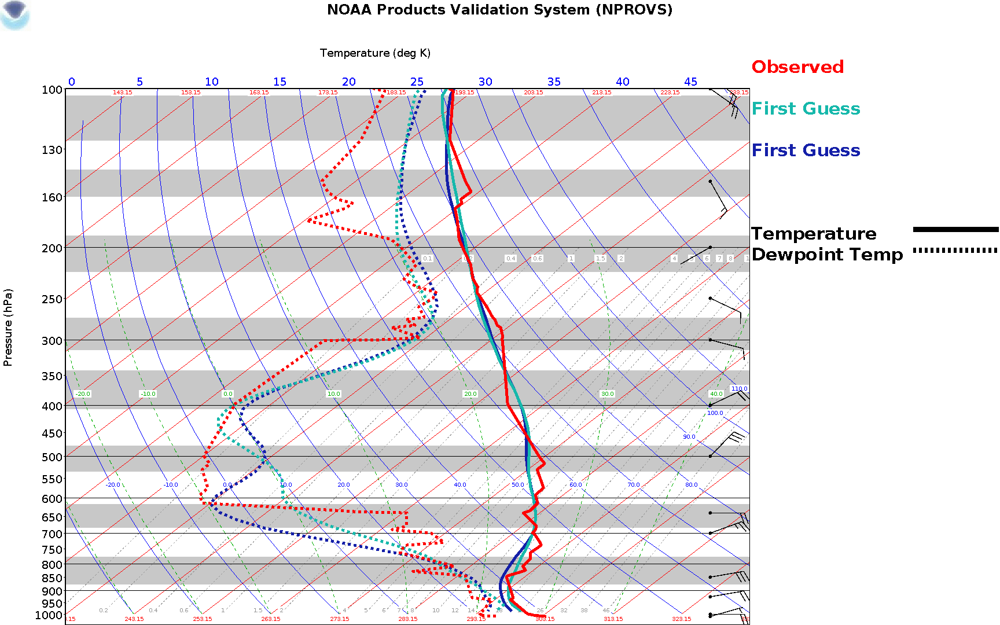 NOAA Products Validation System (NPROVS)
Temperature (deg K)
0 5 10 15 20 25 30 35 40 45
143.15 153.15 163.15 173.15 183.15 193.15 203.15 213.15 223.15 233.15
Observed
First Guess
First Guess
Temperature
Dewpoint Temp
Pressure (hPa)
100
130
160
200
0.1 0.2 0.4 0.6 1 1.5 2 4 6 7 8 1
250
300
350
110.0
-20.0 -10.0 0.0 10.0 20.0 30.0 40.0
400
100.0
450
90.0
500
550
-20.0 -10.0 0.0 10.0 20.0 30.0 40.0 50.0 60.0 70.0 80.0
600
650
700
750
800
850
900
950
1000
0.2 0.4 0.6 1 1.5 2 4 5 6 7 8 10 12 14 18 26 32 38 46
3.15 243.15 253.15 263.15 273.15 283.15 293.15 303.15 313.15 323.15